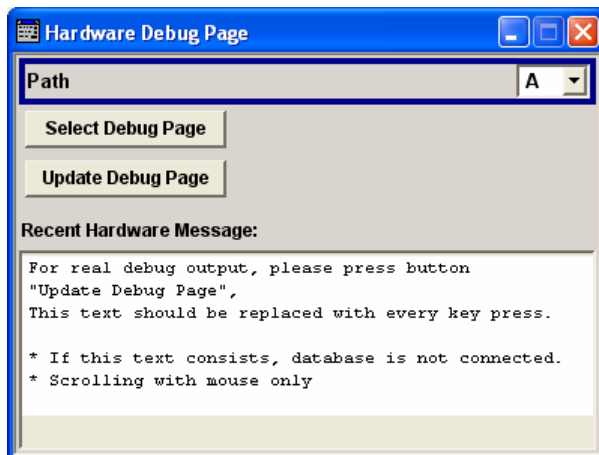 Hardware Debug Page
Path A
Select Debug Page
Update Debug Page
Recent Hardware Message:
For real debug output, please press button
"Update Debug Page",
This text should be replaced with every key press.
* If this text consists, database is not connected.
* Scrolling with mouse only